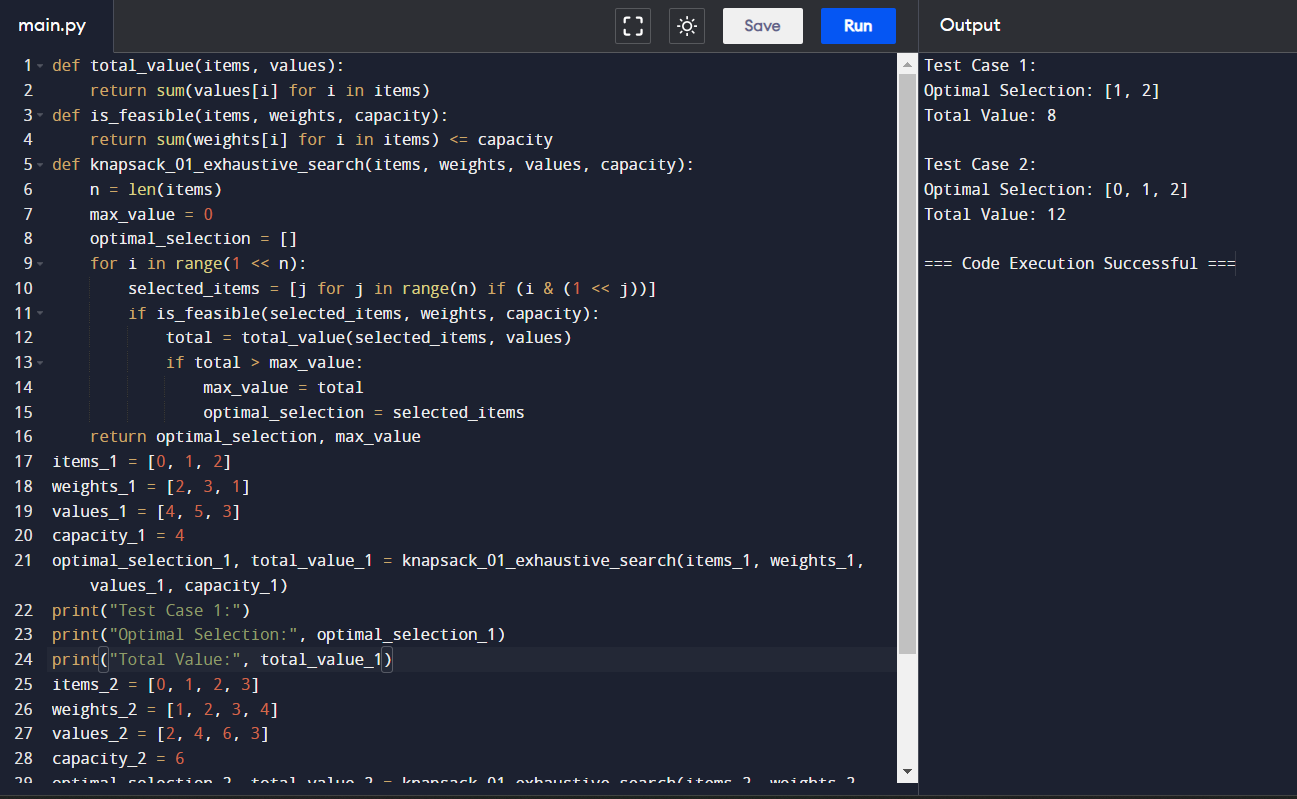 main.py
Save
Run
Output
1 def total_value(items, values):
2     return sum(values[i] for i in items)
3 def is_feasible(items, weights, capacity):
4     return sum(weights[i] for i in items) <= capacity
5 def knapsack_01_exhaustive_search(items, weights, values, capacity):
6     n = len(items)
7     max_value = 0
8     optimal_selection = []
9     for i in range(1 << n):
10         selected_items = [j for j in range(n) if (i & (1 << j))]
11         if is_feasible(selected_items, weights, capacity):
12             total = total_value(selected_items, values)
13             if total > max_value:
14                 max_value = total
15                 optimal_selection = selected_items
16     return optimal_selection, max_value
17 items_1 = [0, 1, 2]
18 weights_1 = [2, 3, 1]
19 values_1 = [4, 5, 3]
20 capacity_1 = 4
21 optimal_selection_1, total_value_1 = knapsack_01_exhaustive_search(items_1, weights_1,
    values_1, capacity_1)
22 print("Test Case 1:")
23 print("Optimal Selection:", optimal_selection_1)
24 print("Total Value:", total_value_1)
25 items_2 = [0, 1, 2, 3]
26 weights_2 = [1, 2, 3, 4]
27 values_2 = [2, 4, 6, 3]
28 capacity_2 = 6
29 optimal_selection_2, total_value_2 = knapsack_01_exhaustive_search(items_2, weights_2,
Test Case 1:
Optimal Selection: [1, 2]
Total Value: 8
Test Case 2:
Optimal Selection: [0, 1, 2]
Total Value: 12
=== Code Execution Successful ===